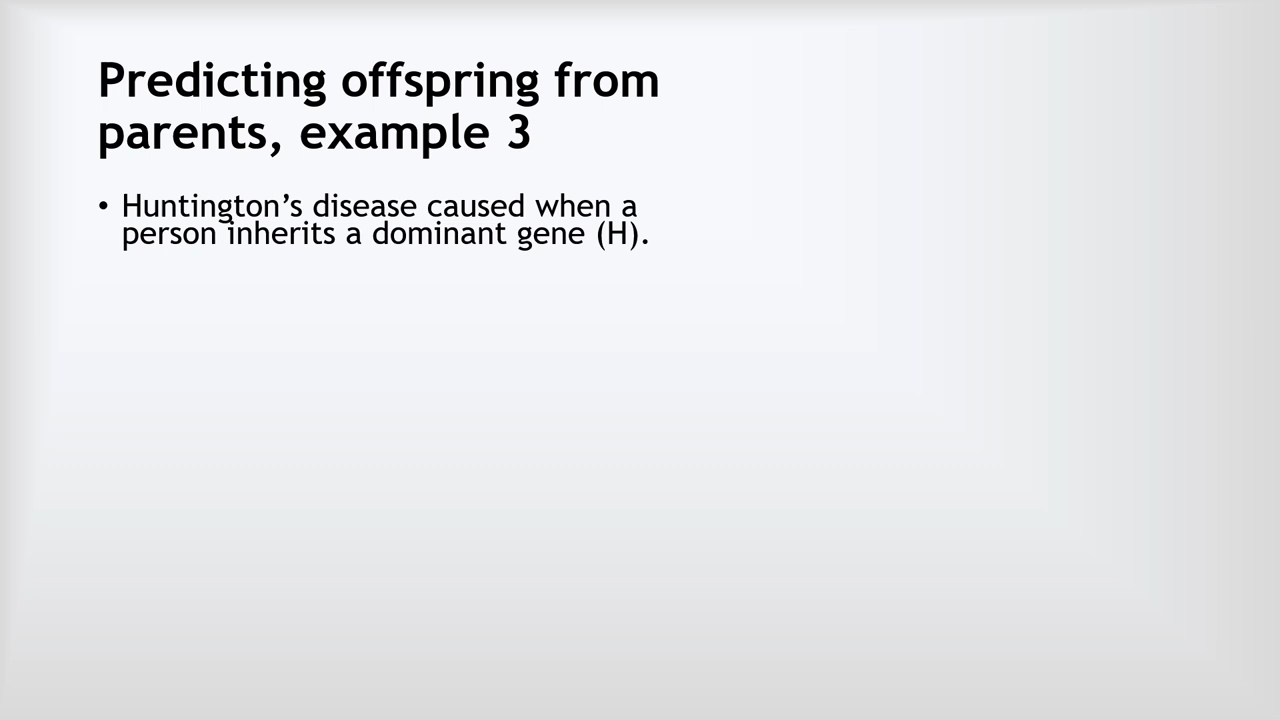 Predicting offspring from
parents, example 3
• Huntington’s disease caused when a
person inherits a dominant gene (H).